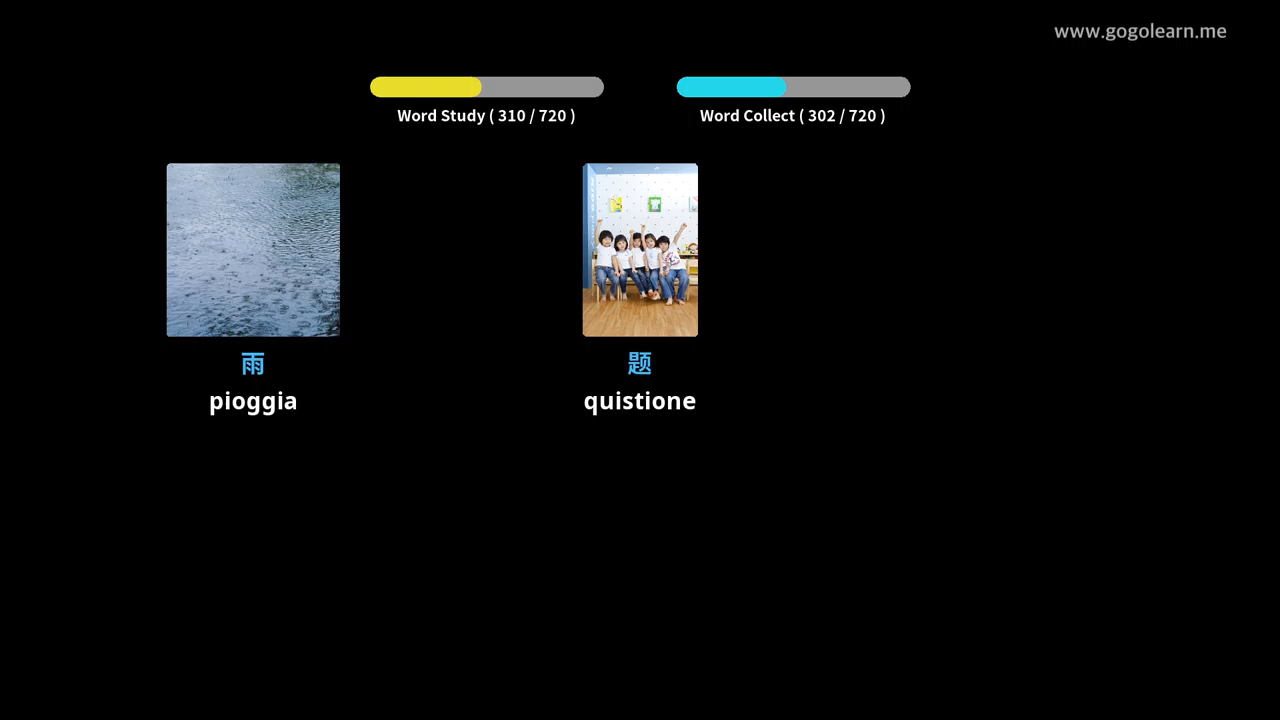 www.gogolearn.me
Word Study ( 310 / 720 )
Word Collect ( 302 / 720 )
雨
pioggia
题
quistione